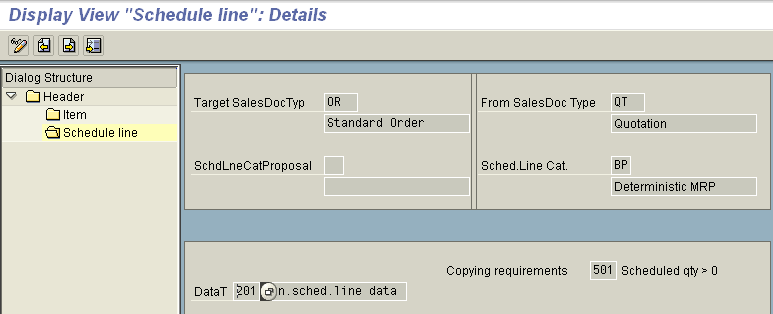 Display View "Schedule line": Details
Dialog Structure
Header
Item
Schedule line
Target SalesDocTyp OR
Standard Order
From SalesDoc Type QT
Quotation
SchdLneCatProposal
Sched.Line Cat. BP
Deterministic MRP
Copying requirements 501 Scheduled qty > 0
DataT 201 n.sched.line data